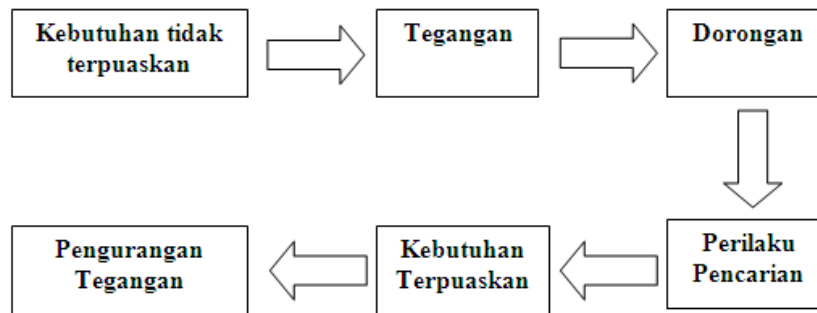 Kebutuhan tidak
terpuaskan
Tegangan
Dorongan
Perilaku
Pencarian
Kebutuhan
Terpuaskan
Pengurangan
Tegangan